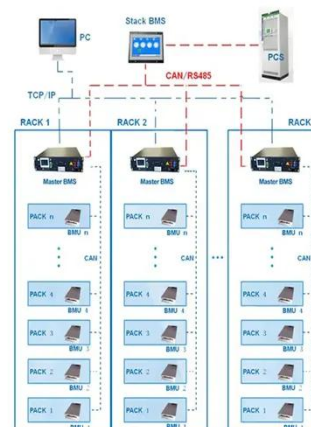 PC
Stack BMS
PCS
CAN/RS485
TCP/IP
RACK 1
RACK 2
RACK
Master BMS
Master BMS
Master BMS
PACK n
BMU n
PACK n
BMU n
PACK n
BMU n
CAN
CAN
CAN
PACK 4
BMU 4
PACK 4
BMU 4
PACK 4
BMU 4
PACK 3
BMU 3
PACK 3
BMU 3
PACK 3
BMU 3
PACK 2
BMU 2
PACK 2
BMU 2
PACK 2
BMU 2
PACK 1
PACK 1
PACK 1